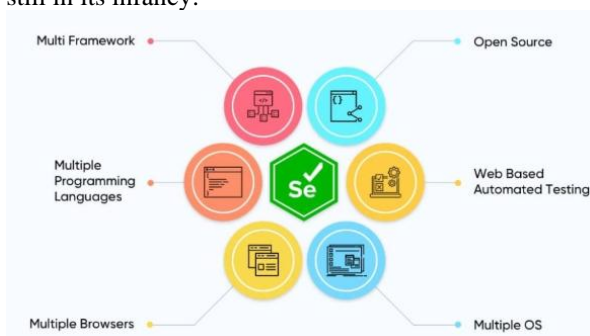 still in its infancy.
Multi Framework
Open Source
Se
Multiple
Programming
Languages
Web Based
Automated Testing
Multiple Browsers
Multiple OS